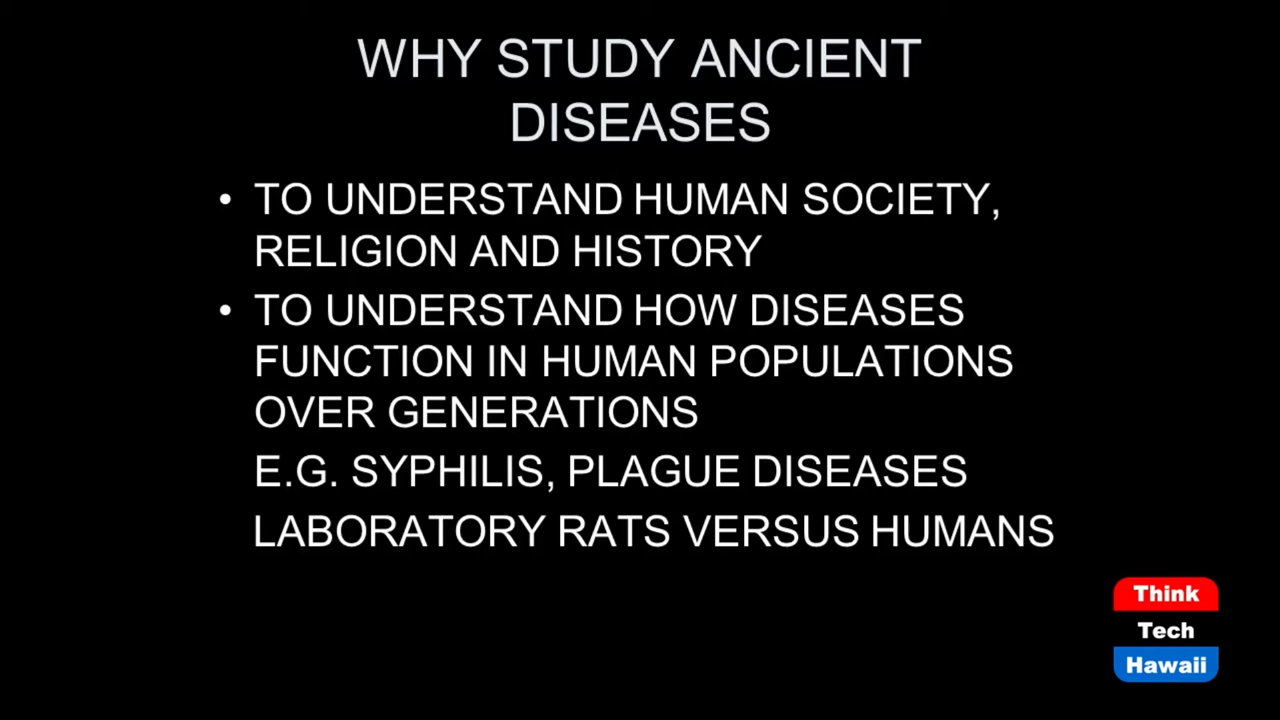 WHY STUDY ANCIENT
DISEASES
• TO UNDERSTAND HUMAN SOCIETY,
RELIGION AND HISTORY
• TO UNDERSTAND HOW DISEASES
FUNCTION IN HUMAN POPULATIONS
OVER GENERATIONS
E.G. SYPHILIS, PLAGUE DISEASES
LABORATORY RATS VERSUS HUMANS
Think
Tech
Hawaii